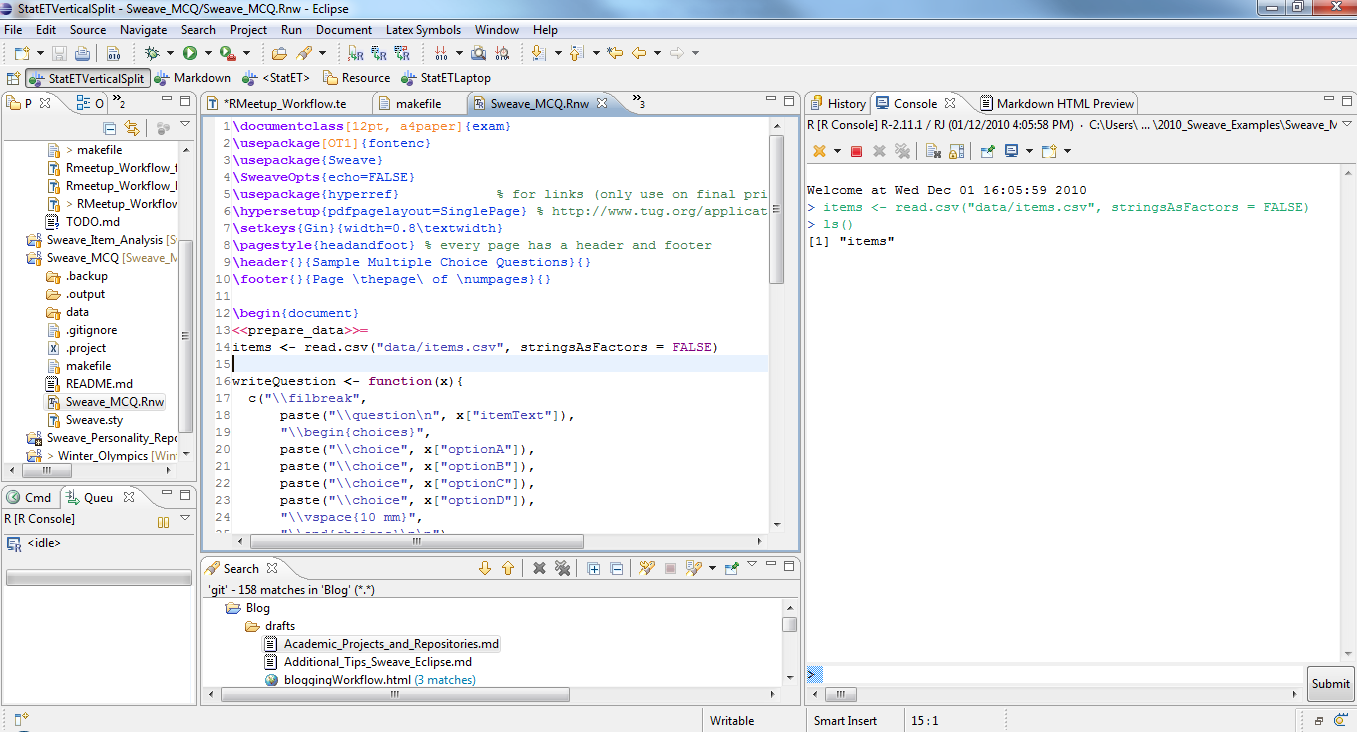 StatETVerticalSplit - Sweave_MCQ/Sweave_MCQ.Rnw - Eclipse
File Edit Source Navigate Search Project Run Document Latex Symbols Window Help
StatETVerticalSplit Markdown <StatET> Resource StatETLaptop
P O »2
> makefile
Rmeetup_Workflow_
Rmeetup_Workflow_
> RMeetup_Workflow
TODO.md
Sweave_Item_Analysis [S
Sweave_MCQ [Sweave_M
.backup
.output
data
.gitignore
.project
makefile
README.md
Sweave_MCQ.Rnw
Sweave.sty
Sweave_Personality_Repo
> Winter_Olympics [Win
Cmd Queu
R [R Console]
<idle>
*RMeetup_Workflow.te makefile Sweave_MCQ.Rnw »3
1 \documentclass[12pt, a4paper]{exam}
2 \usepackage[OT1]{fontenc}
3 \usepackage{Sweave}
4 \SweaveOpts{echo=FALSE}
5 \usepackage{hyperref} % for links (only use on final pri
6 \hypersetup{pdfpagelayout=SinglePage} % http://www.tug.org/applicat
7 \setkeys{Gin}{width=0.8\textwidth}
8 \pagestyle{headandfoot} % every page has a header and footer
9 \header{}{Sample Multiple Choice Questions}{}
10 \footer{}{Page \thepage\ of \numpages}{}
11
12 \begin{document}
13 <<prepare_data>>=
14 items <- read.csv("data/items.csv", stringsAsFactors = FALSE)
15
16 writeQuestion <- function(x){
17 c("\\filbreak",
18 paste("\\question\n", x["itemText"]),
19 "\\begin{choices}",
20 paste("\\choice", x["optionA"]),
21 paste("\\choice", x["optionB"]),
22 paste("\\choice", x["optionC"]),
23 paste("\\choice", x["optionD"]),
24 "\\vspace{10 mm}",
Search
'git' - 158 matches in 'Blog' (*.*)
Blog
drafts
Academic_Projects_and_Repositories.md
Additional_Tips_Sweave_Eclipse.md
bloggingWorkflow.html (3 matches)
History Console Markdown HTML Preview
R [R Console] R-2.11.1 / RJ (01/12/2010 4:05:58 PM) · C:\Users\ ... \2010_Sweave_Examples\Sweave_M
Welcome at Wed Dec 01 16:05:59 2010
> items <- read.csv("data/items.csv", stringsAsFactors = FALSE)
> ls()
[1] "items"
>
Submit
Writable Smart Insert 15 : 1